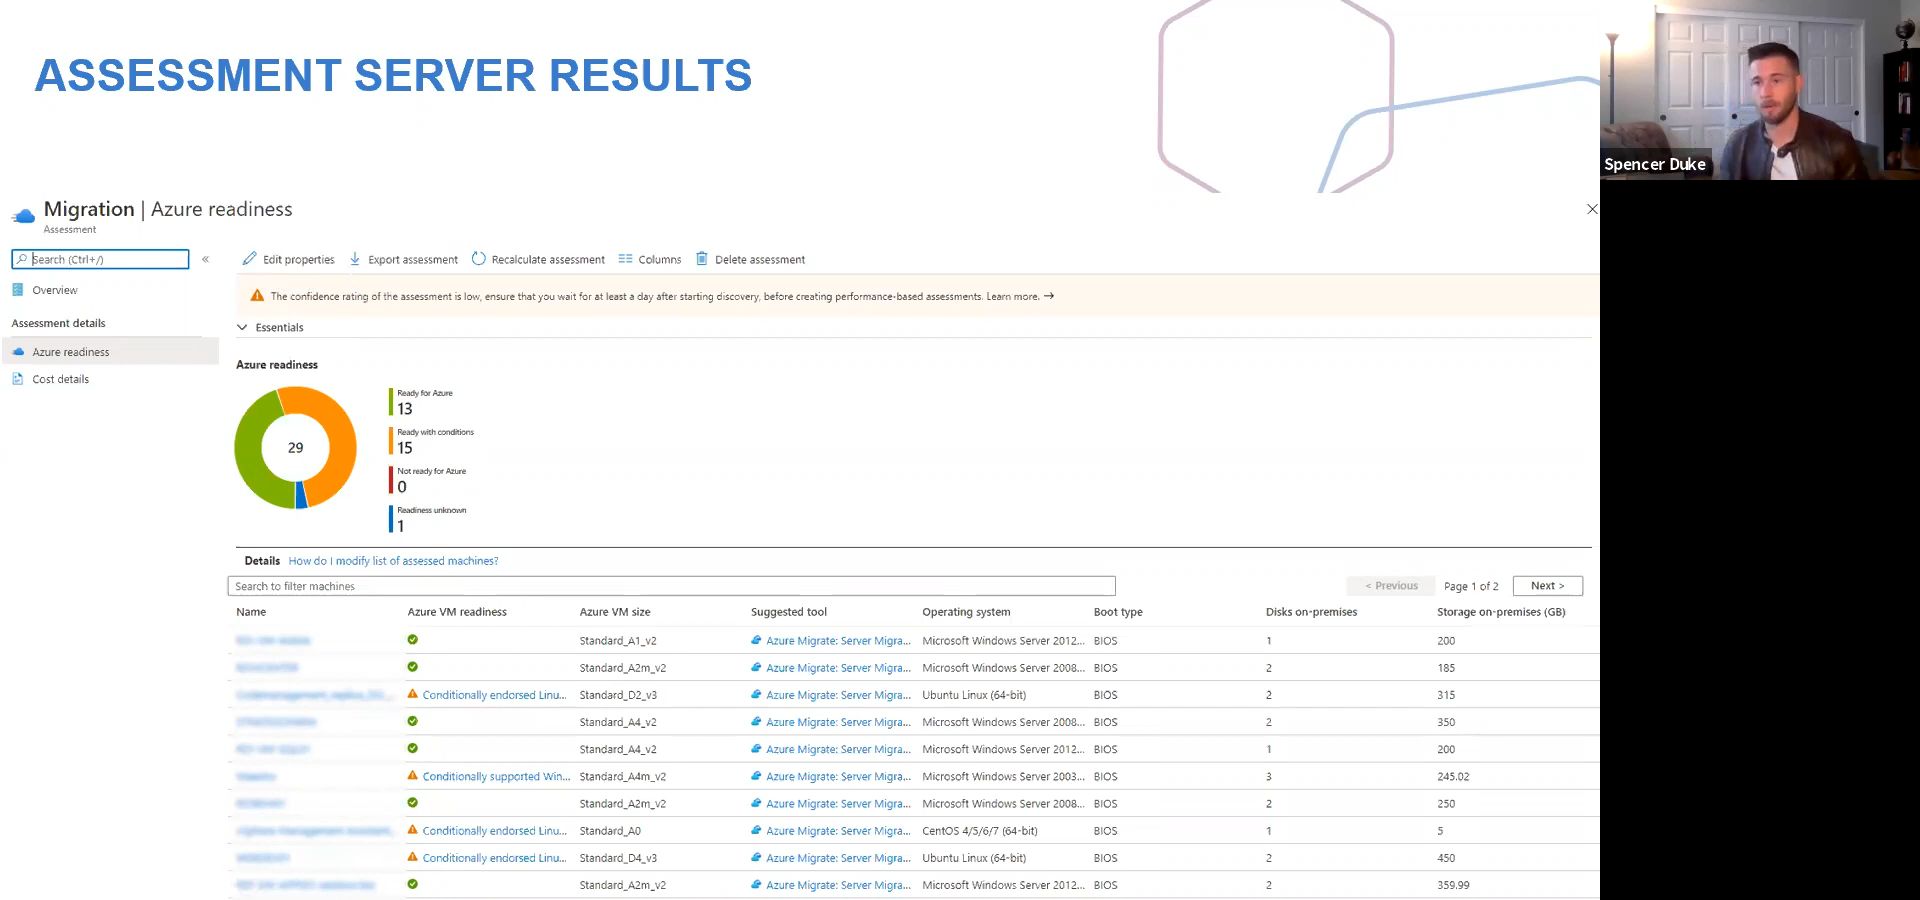 ASSESSMENT SERVER RESULTS
Spencer Duke
Migration | Azure readiness
Assessment
Search (Ctrl+/)
«
Edit properties Export assessment Recalculate assessment Columns Delete assessment
Overview
Assessment details
Azure readiness
Cost details
The confidence rating of the assessment is low, ensure that you wait for at least a day after starting discovery, before creating performance-based assessments. Learn more. →
Essentials
Azure readiness
29
Ready for Azure
13
Ready with conditions
15
Not ready for Azure
0
Readiness unknown
1
Details How do I modify list of assessed machines?
Search to filter machines
< Previous Page 1 of 2 Next >
Name Azure VM readiness Azure VM size Suggested tool Operating system Boot type Disks on-premises Storage on-premises (GB)
Standard_A1_v2 Azure Migrate: Server Migra... Microsoft Windows Server 2012... BIOS 1 200
Standard_A2m_v2 Azure Migrate: Server Migra... Microsoft Windows Server 2008... BIOS 2 185
Conditionally endorsed Linu... Standard_D2_v3 Azure Migrate: Server Migra... Ubuntu Linux (64-bit) BIOS 2 315
Standard_A4_v2 Azure Migrate: Server Migra... Microsoft Windows Server 2008... BIOS 2 350
Standard_A4_v2 Azure Migrate: Server Migra... Microsoft Windows Server 2012... BIOS 1 200
Conditionally supported Win... Standard_A4m_v2 Azure Migrate: Server Migra... Microsoft Windows Server 2003... BIOS 3 245.02
Standard_A2m_v2 Azure Migrate: Server Migra... Microsoft Windows Server 2008... BIOS 2 250
Conditionally endorsed Linu... Standard_A0 Azure Migrate: Server Migra... CentOS 4/5/6/7 (64-bit) BIOS 1 5
Conditionally endorsed Linu... Standard_D4_v3 Azure Migrate: Server Migra... Ubuntu Linux (64-bit) BIOS 2 450
Standard_A2m_v2 Azure Migrate: Server Migra... Microsoft Windows Server 2012... BIOS 2 359.99